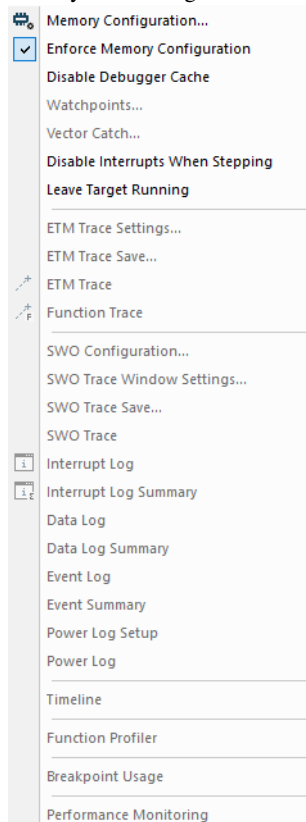 Memory Configuration...
Enforce Memory Configuration
Disable Debugger Cache
Watchpoints...
Vector Catch...
Disable Interrupts When Stepping
Leave Target Running
ETM Trace Settings...
ETM Trace Save...
ETM Trace
Function Trace
SWO Configuration...
SWO Trace Window Settings...
SWO Trace Save...
SWO Trace
Interrupt Log
Interrupt Log Summary
Data Log
Data Log Summary
Event Log
Event Summary
Power Log Setup
Power Log
Timeline
Function Profiler
Breakpoint Usage
Performance Monitoring